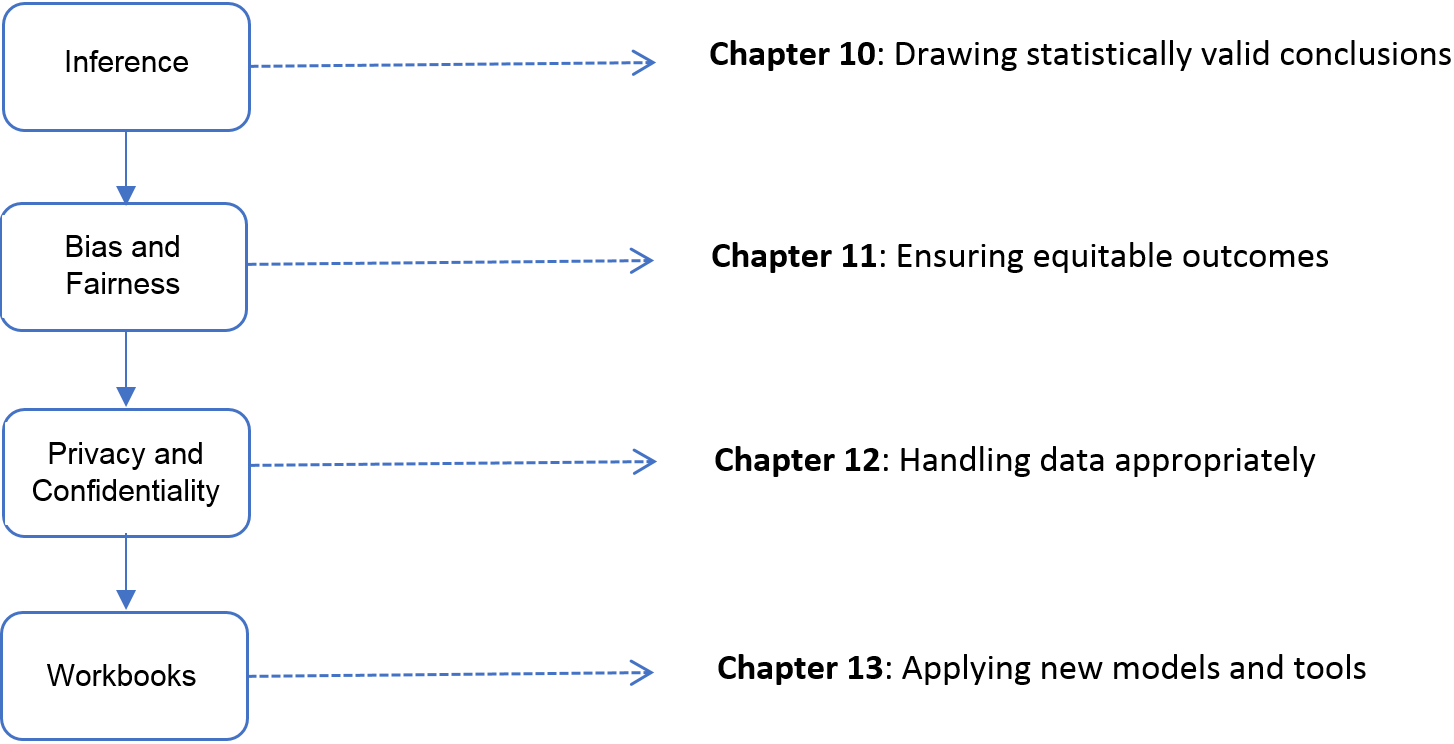 Inference
Chapter 10: Drawing statistically valid conclusions
Bias and
Fairness
Chapter 11: Ensuring equitable outcomes
Privacy and
Confidentiality
Chapter 12: Handling data appropriately
Workbooks
Chapter 13: Applying new models and tools